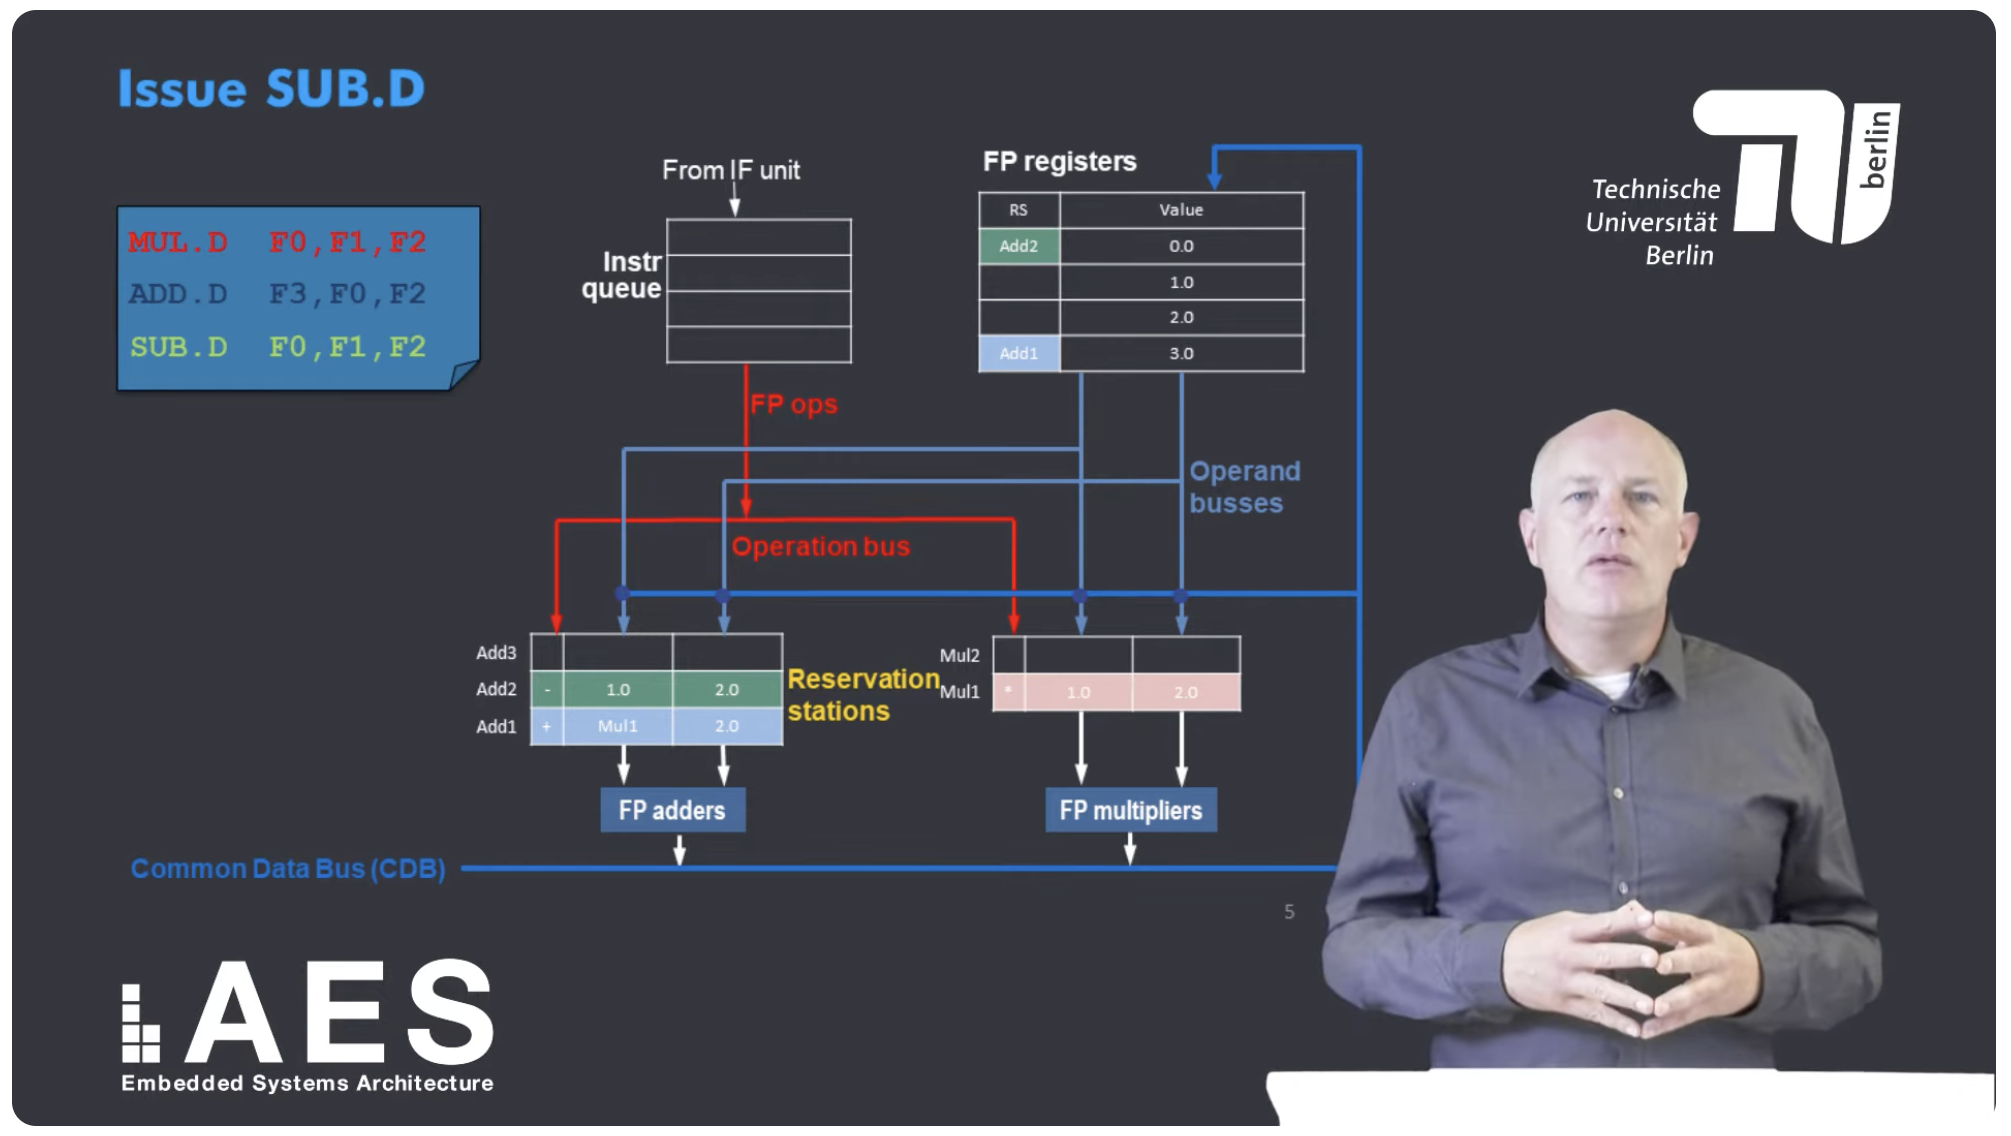 Issue SUB.D
berlin
Technische
Universität
Berlin
MUL.D F0,F1,F2
ADD.D F3,F0,F2
SUB.D F0,F1,F2
From IF unit
Instr
queue
FP registers
RS Value
Add2 0.0
1.0
2.0
Add1 3.0
FP ops
Operand
busses
Operation bus
Add3
Add2 - 1.0 2.0
Add1 + Mul1 2.0
Reservation
stations
Mul2
Mul1 * 1.0 2.0
FP adders
FP multipliers
Common Data Bus (CDB)
5
AES
Embedded Systems Architecture